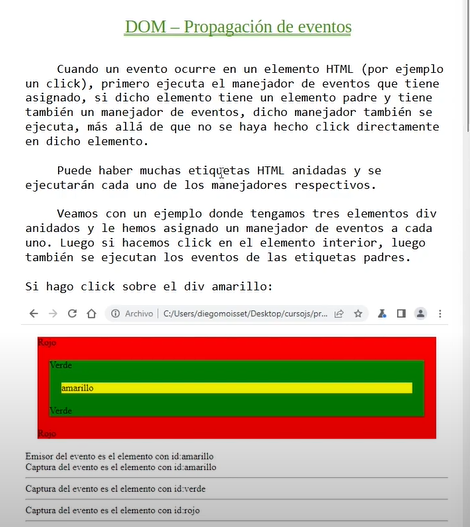 DOM – Propagación de eventos
Cuando un evento ocurre en un elemento HTML (por ejemplo
un click), primero ejecuta el manejador de eventos que tiene
asignado, si dicho elemento tiene un elemento padre y tiene
también un manejador de eventos, dicho manejador también se
ejecuta, más allá de que no se haya hecho click directamente
en dicho elemento.
Puede haber muchas etiquetas HTML anidadas y se
ejecutarán cada uno de los manejadores respectivos.
Veamos con un ejemplo donde tengamos tres elementos div
anidados y le hemos asignado un manejador de eventos a cada
uno. Luego si hacemos click en el elemento interior, luego
también se ejecutan los eventos de las etiquetas padres.
Si hago click sobre el div amarillo:
Archivo | C:/Users/diegomoisset/Desktop/cursojs/pr...
Rojo
Verde
amarillo
Verde
Rojo
Emisor del evento es el elemento con id:amarillo
Captura del evento es el elemento con id:amarillo
Captura del evento es el elemento con id:verde
Captura del evento es el elemento con id:rojo